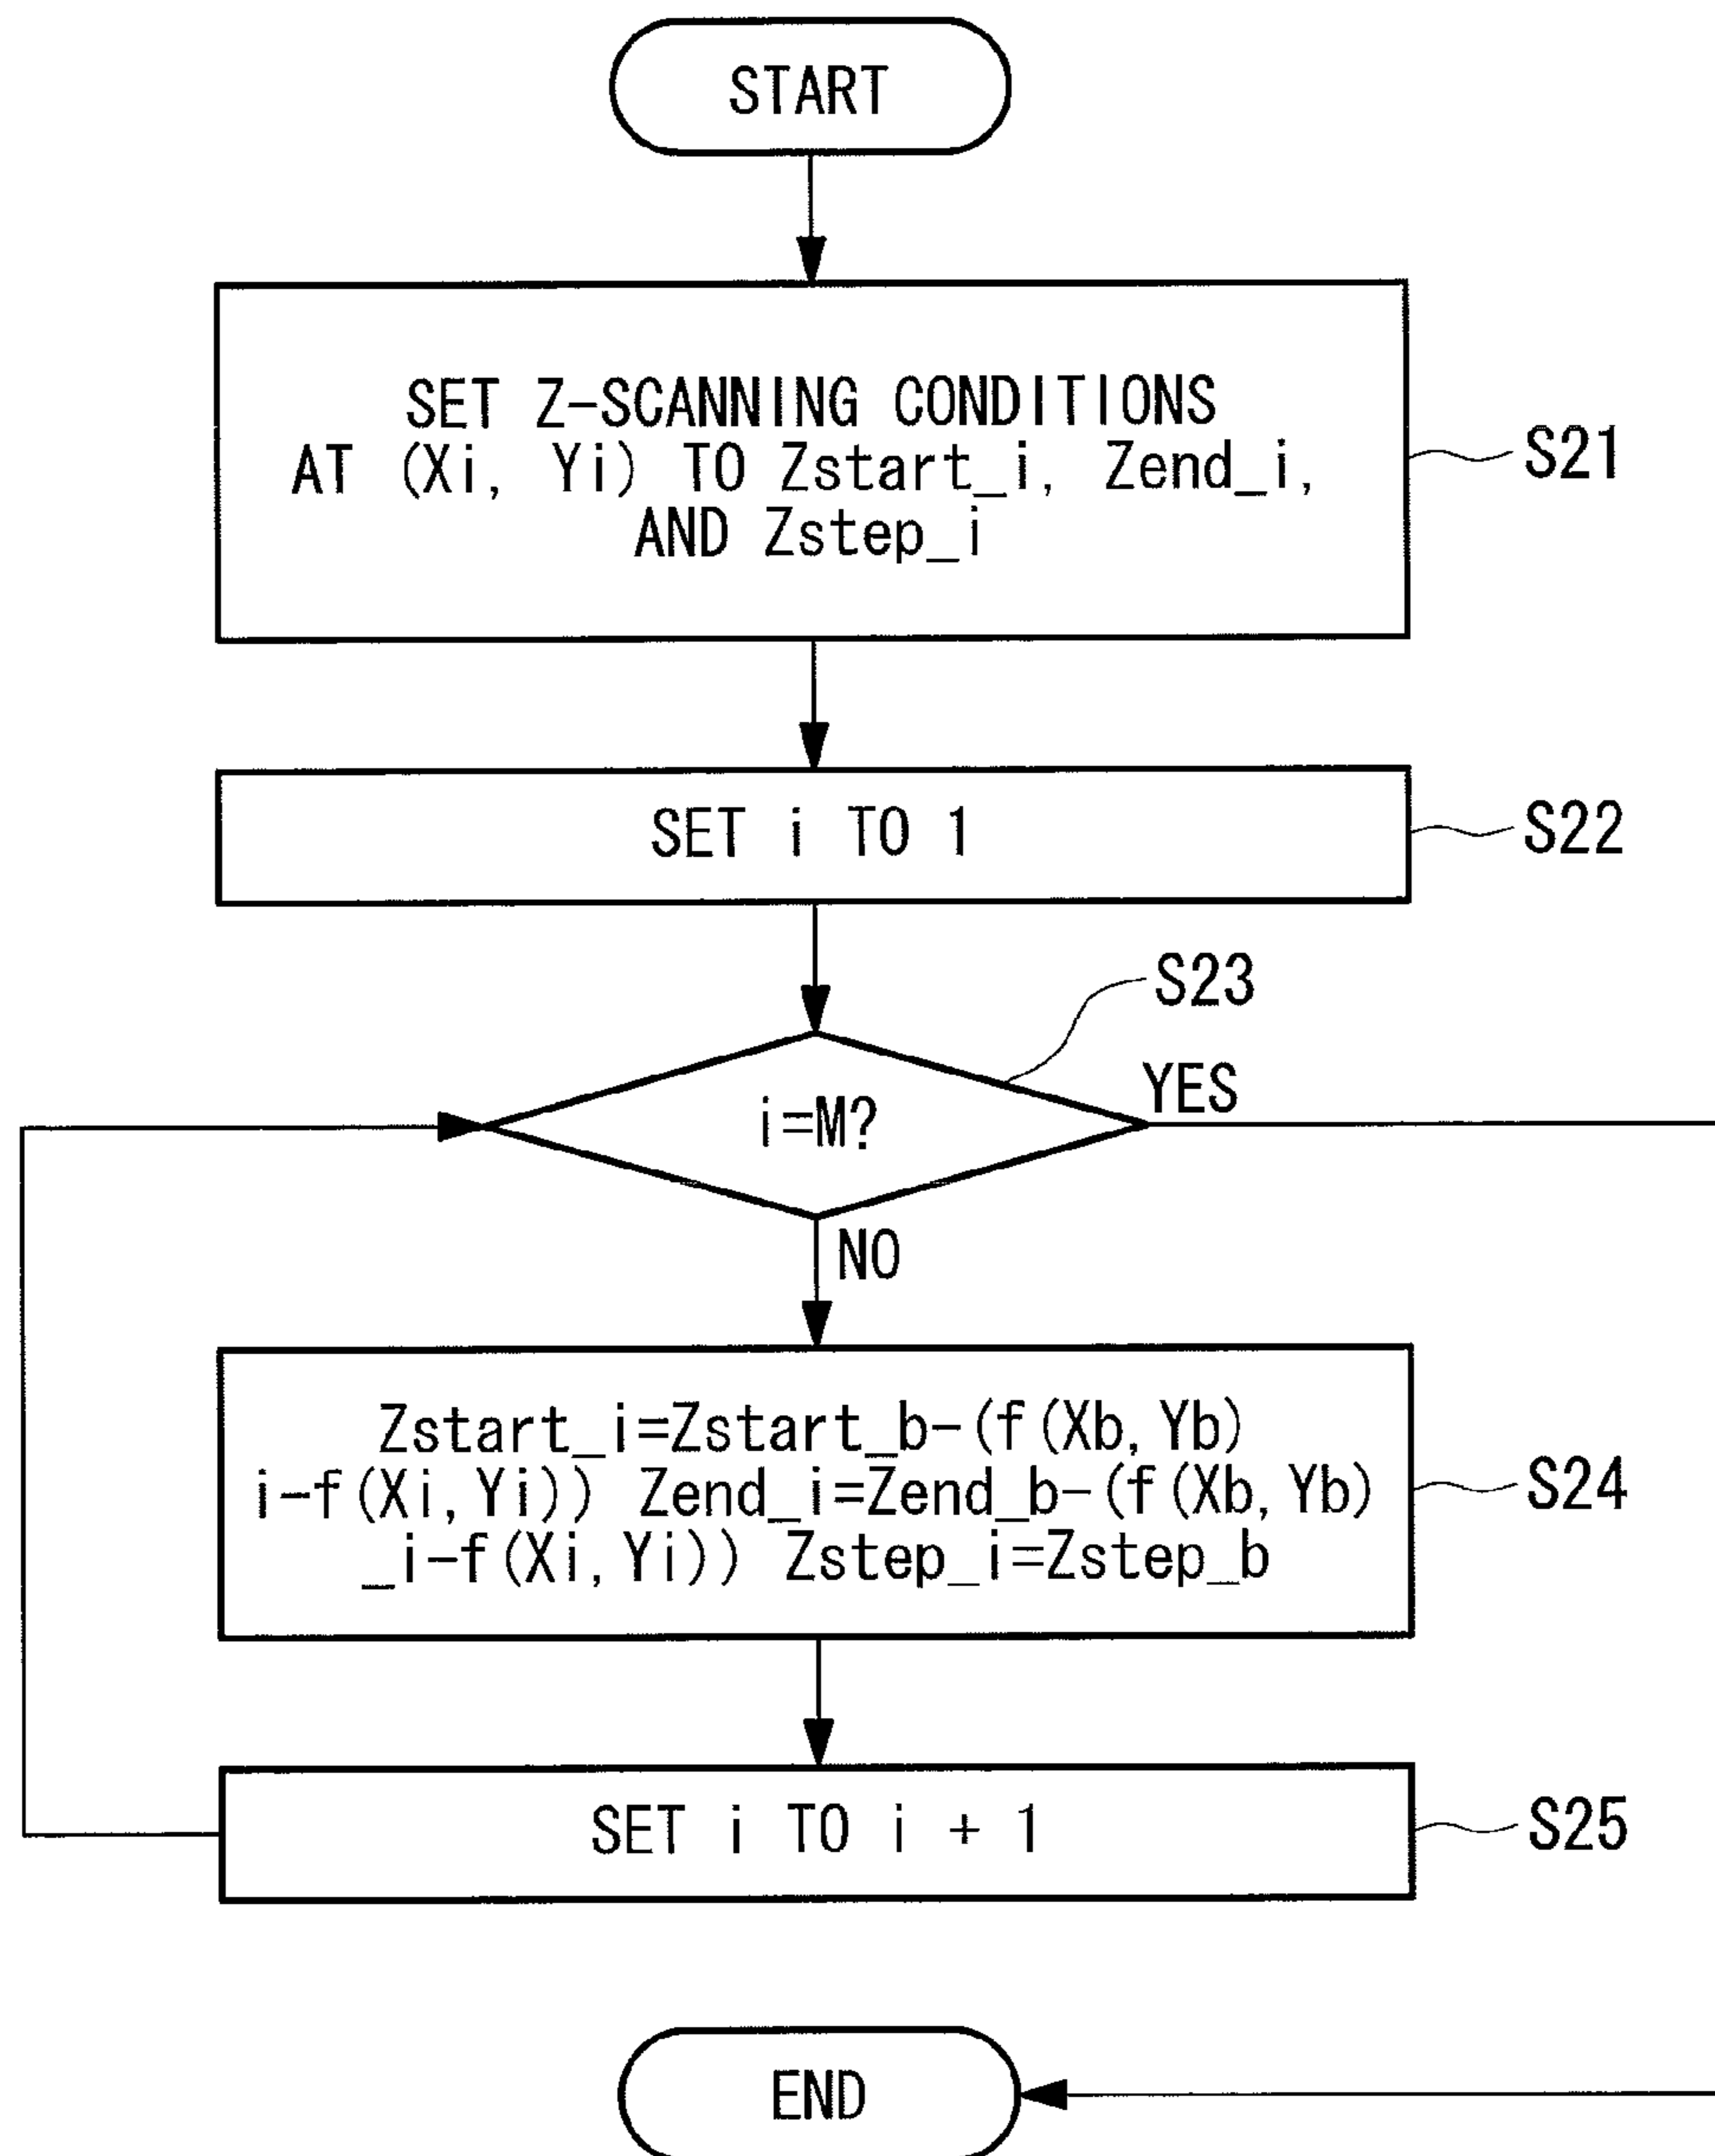 START
SET Z-SCANNING CONDITIONS
AT (Xi, Yi) TO Zstart_i, Zend_i,
AND Zstep_i
S21
SET i TO 1
S22
S23
i=M?
YES
NO
Zstart_i=Zstart_b-(f(Xb,Yb)
i-f(Xi,Yi)) Zend_i=Zend_b-(f(Xb,Yb)
_i-f(Xi,Yi)) Zstep_i=Zstep_b
S24
SET i TO i + 1
S25
END